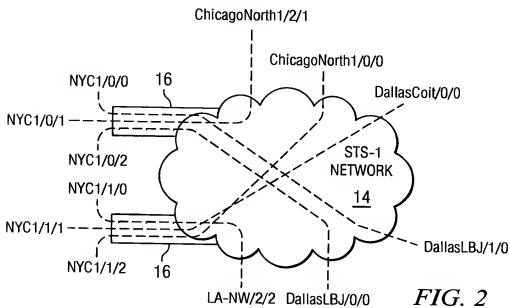 ChicagoNorth1/2/1
ChicagoNorth1/0/0
NYC1/0/0
16
DallasCoit/0/0
NYC1/0/1
NYC1/0/2
STS-1
NETWORK
14
NYC1/1/0
NYC1/1/1
NYC1/1/2
16
DallasLBJ/1/0
LA-NW/2/2
DallasLBJ/0/0
FIG. 2